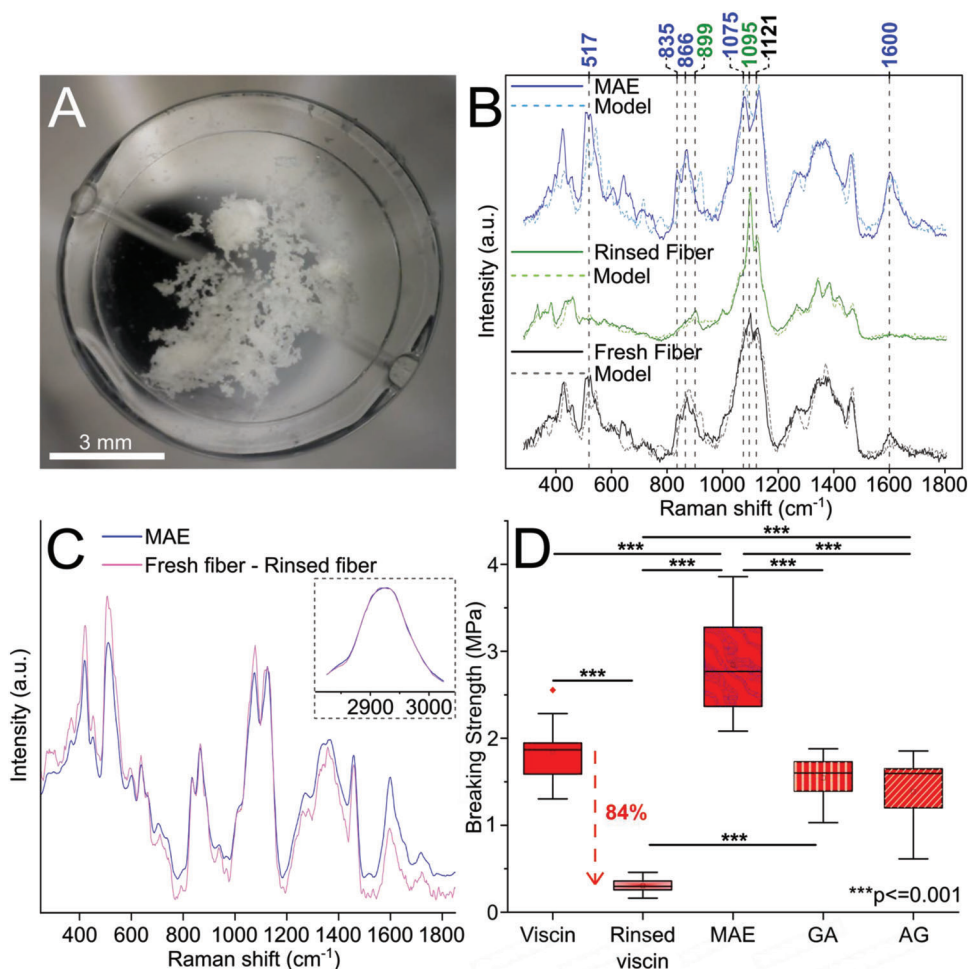 A
3 mm
517
835
866
899
1075
1095
1121
1600
B
MAE
Model
Rinsed Fiber
Model
Fresh Fiber
Model
Intensity (a.u.)
400 600 800 1000 1200 1400 1600 1800
Raman shift (cm⁻¹)
C
MAE
Fresh fiber - Rinsed fiber
2900 3000
Intensity (a.u.)
400 600 800 1000 1200 1400 1600 1800
Raman shift (cm⁻¹)
D
***
*** ***
*** ***
***
84%
***
***p<=0.001
Breaking Strength (MPa)
4
3
2
1
0
Viscin Rinsed MAE GA AG
viscin